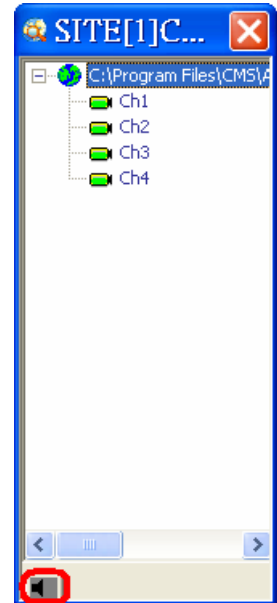 SITE[1]C...
C:\Program Files\CMS\A
Ch1
Ch2
Ch3
Ch4